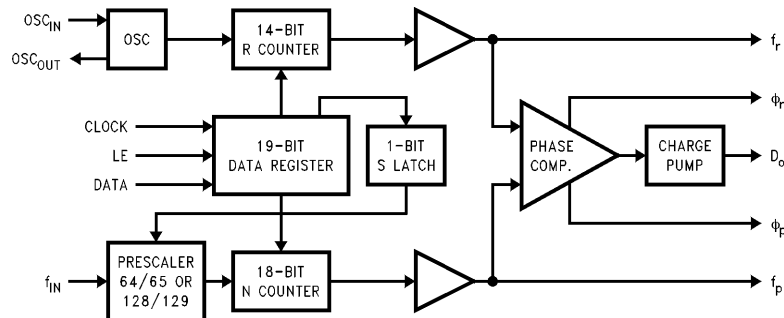 OSC_IN
OSC_OUT
OSC
14-BIT
R COUNTER
f_r
ϕ_r
CLOCK
LE
DATA
19-BIT
DATA REGISTER
1-BIT
S LATCH
PHASE
COMP.
CHARGE
PUMP
D_o
ϕ_p
f_IN
PRESCALER
64/65 OR
128/129
18-BIT
N COUNTER
f_p